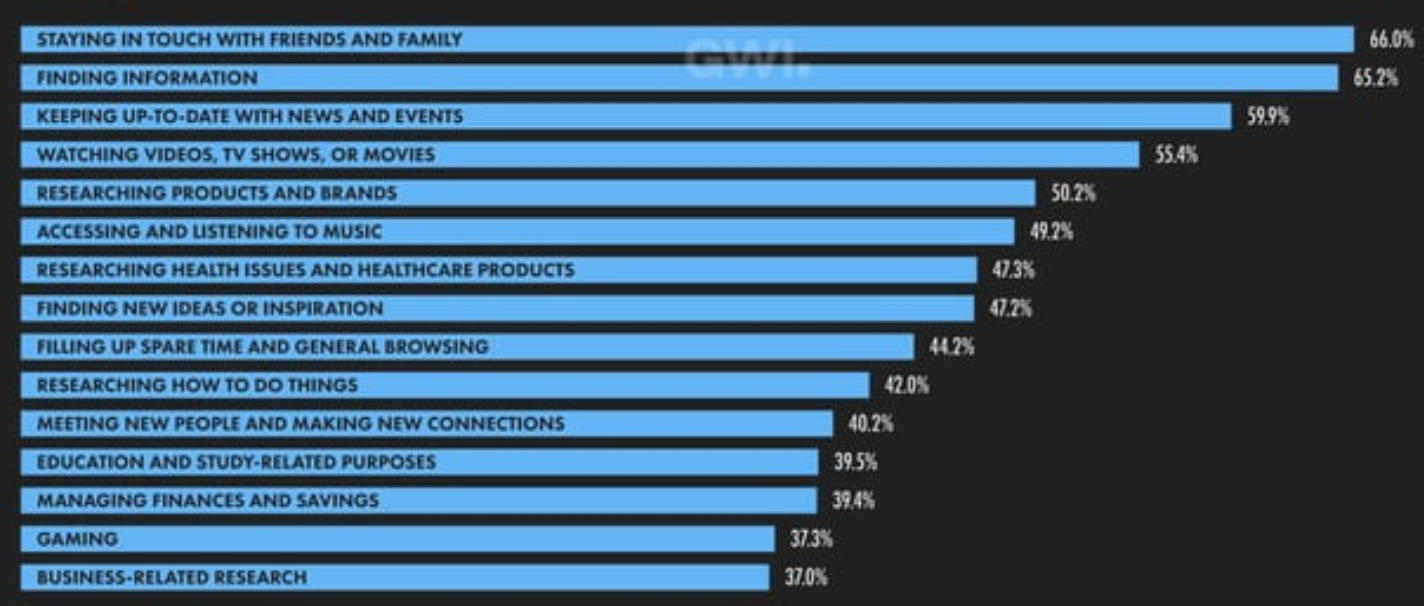 STAYING IN TOUCH WITH FRIENDS AND FAMILY 66.0%
GWI.
FINDING INFORMATION 65.2%
KEEPING UP-TO-DATE WITH NEWS AND EVENTS 59.9%
WATCHING VIDEOS, TV SHOWS, OR MOVIES 55.4%
RESEARCHING PRODUCTS AND BRANDS 50.2%
ACCESSING AND LISTENING TO MUSIC 49.2%
RESEARCHING HEALTH ISSUES AND HEALTHCARE PRODUCTS 47.3%
FINDING NEW IDEAS OR INSPIRATION 47.2%
FILLING UP SPARE TIME AND GENERAL BROWSING 44.2%
RESEARCHING HOW TO DO THINGS 42.0%
MEETING NEW PEOPLE AND MAKING NEW CONNECTIONS 40.2%
EDUCATION AND STUDY-RELATED PURPOSES 39.5%
MANAGING FINANCES AND SAVINGS 39.4%
GAMING 37.3%
BUSINESS-RELATED RESEARCH 37.0%